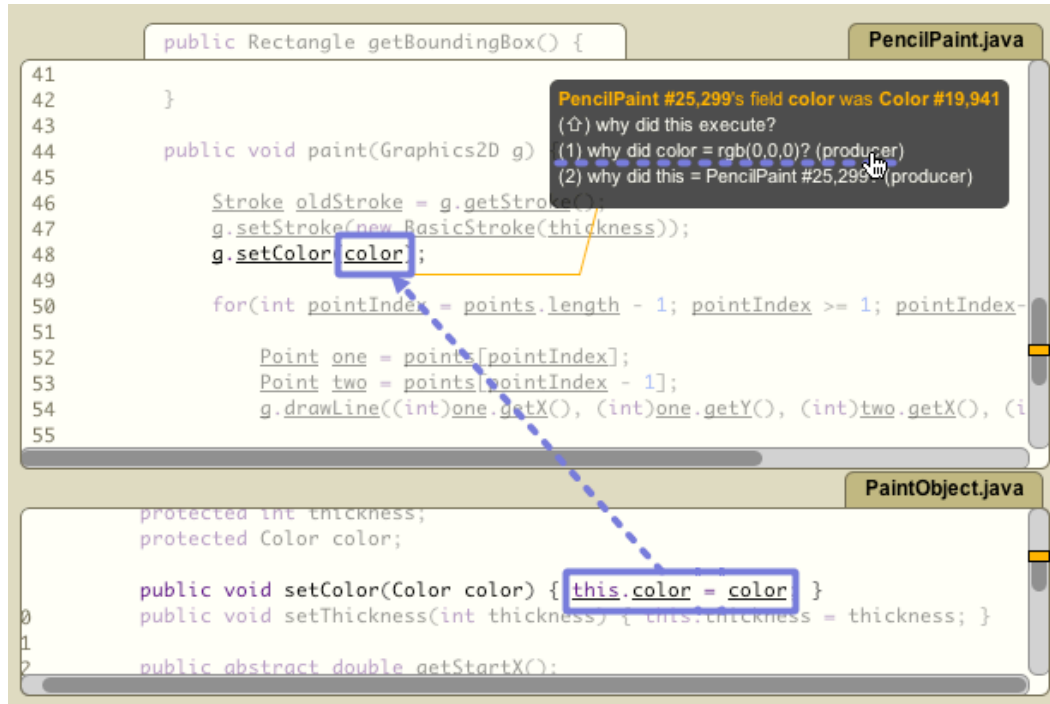 public Rectangle getBoundingBox() {
PencilPaint.java
41
42 }
43
44 public void paint(Graphics2D g) {
45
46 Stroke oldStroke = g.getStroke();
47 g.setStroke(new BasicStroke(thickness));
48 g.setColor(color);
49
50 for(int pointIndex = points.length - 1; pointIndex >= 1; pointIndex-
51
52 Point one = points[pointIndex];
53 Point two = points[pointIndex - 1];
54 g.drawLine((int)one.getX(), (int)one.getY(), (int)two.getX(), (i
55
PencilPaint #25,299's field color was Color #19,941
(⇧) why did this execute?
(1) why did color = rgb(0,0,0)? (producer)
(2) why did this = PencilPaint #25,299? (producer)
PaintObject.java
protected int thickness;
protected Color color;
public void setColor(Color color) { this.color = color; }
0 public void setThickness(int thickness) { this.thickness = thickness; }
1
2 public abstract double getStartX();